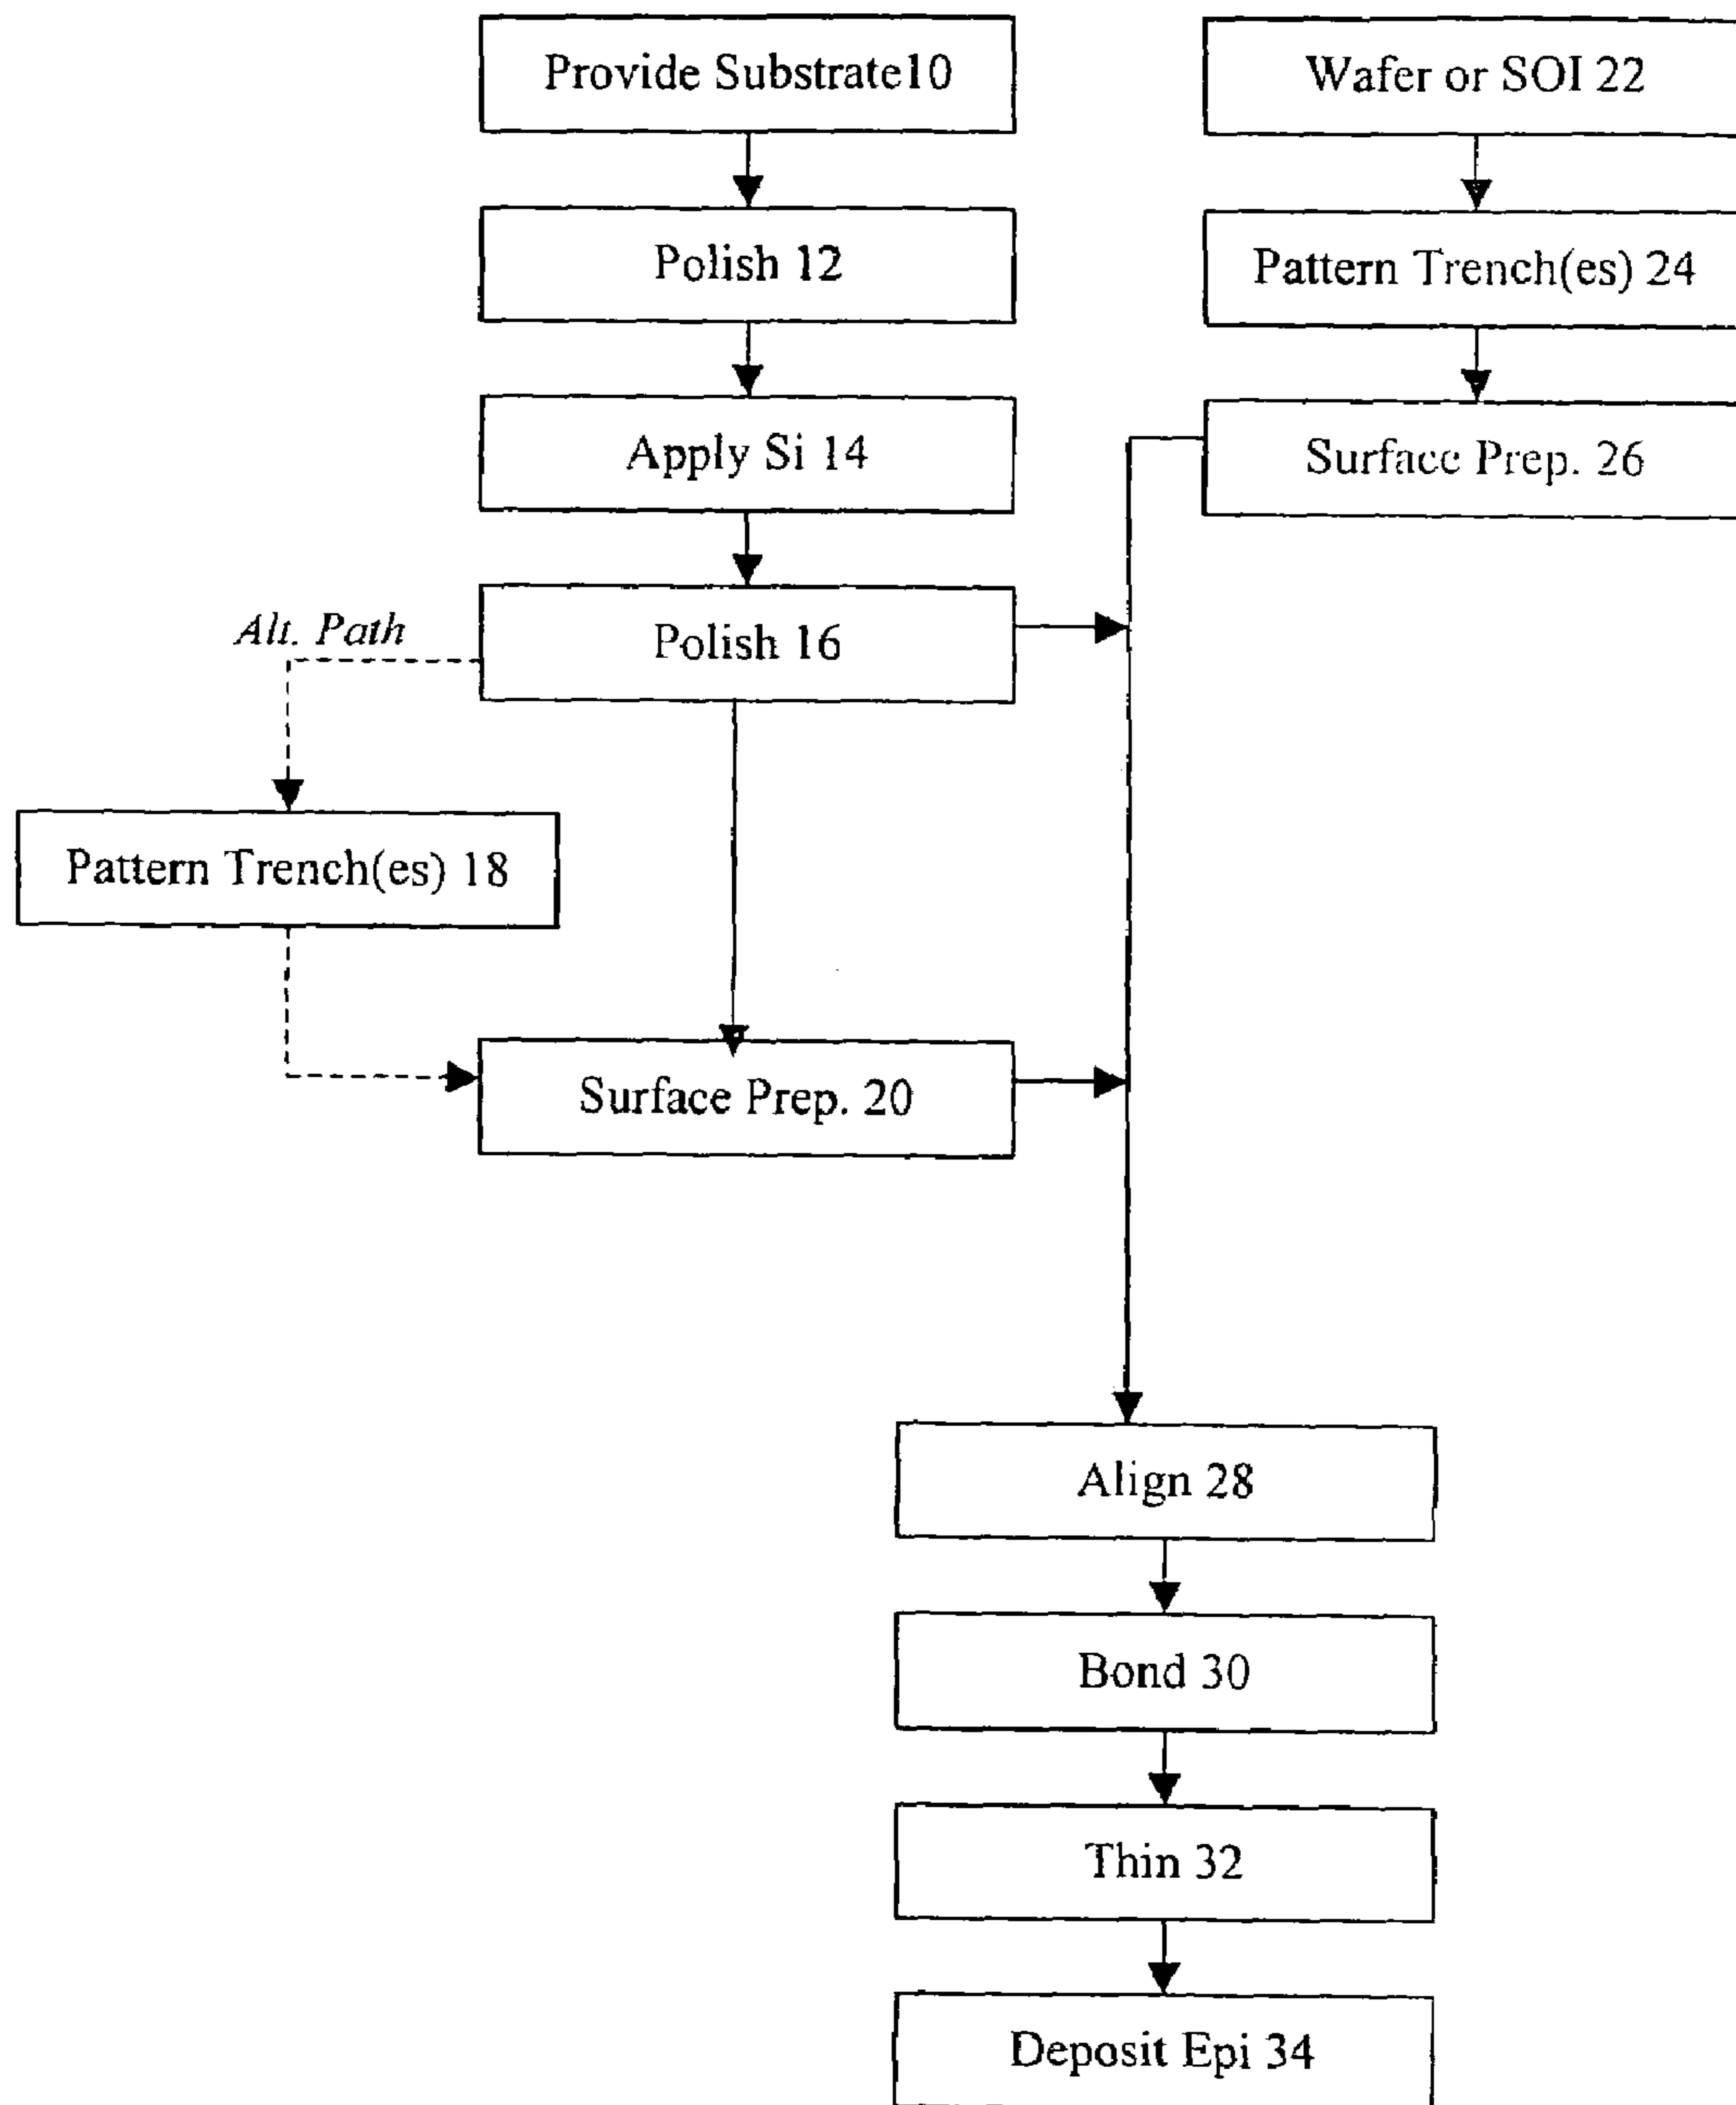 Provide Substrate10
Wafer or SOI 22
Polish 12
Pattern Trench(es) 24
Apply Si 14
Surface Prep. 26
Alt. Path
Polish 16
Pattern Trench(es) 18
Surface Prep. 20
Align 28
Bond 30
Thin 32
Deposit Epi 34